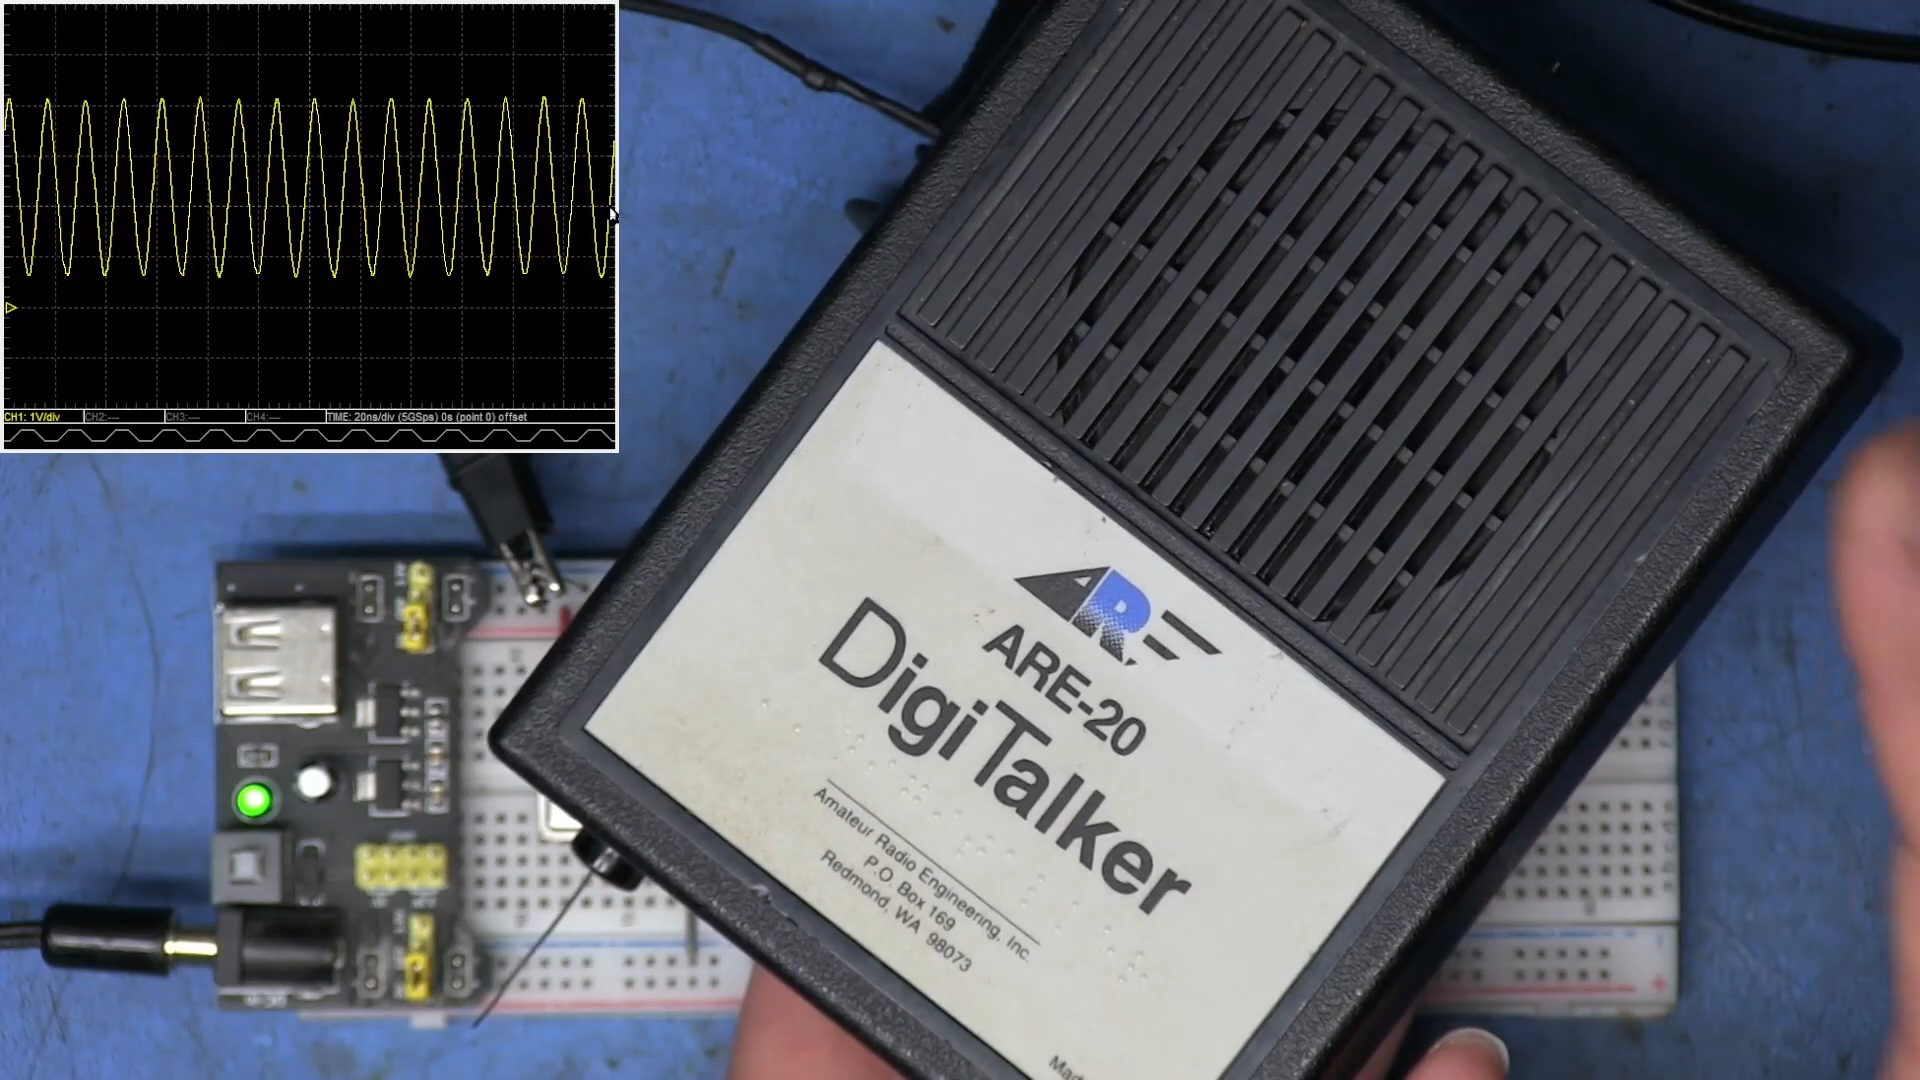 CH1: 1V/div
CH2:---
CH3:---
CH4:---
TIME: 20ns/div (5GSps) 0s (point 0) offset
ARE
ARE-20
DigiTalker
Amateur Radio Engineering, Inc.
P.O. Box 169
Redmond, WA 98073